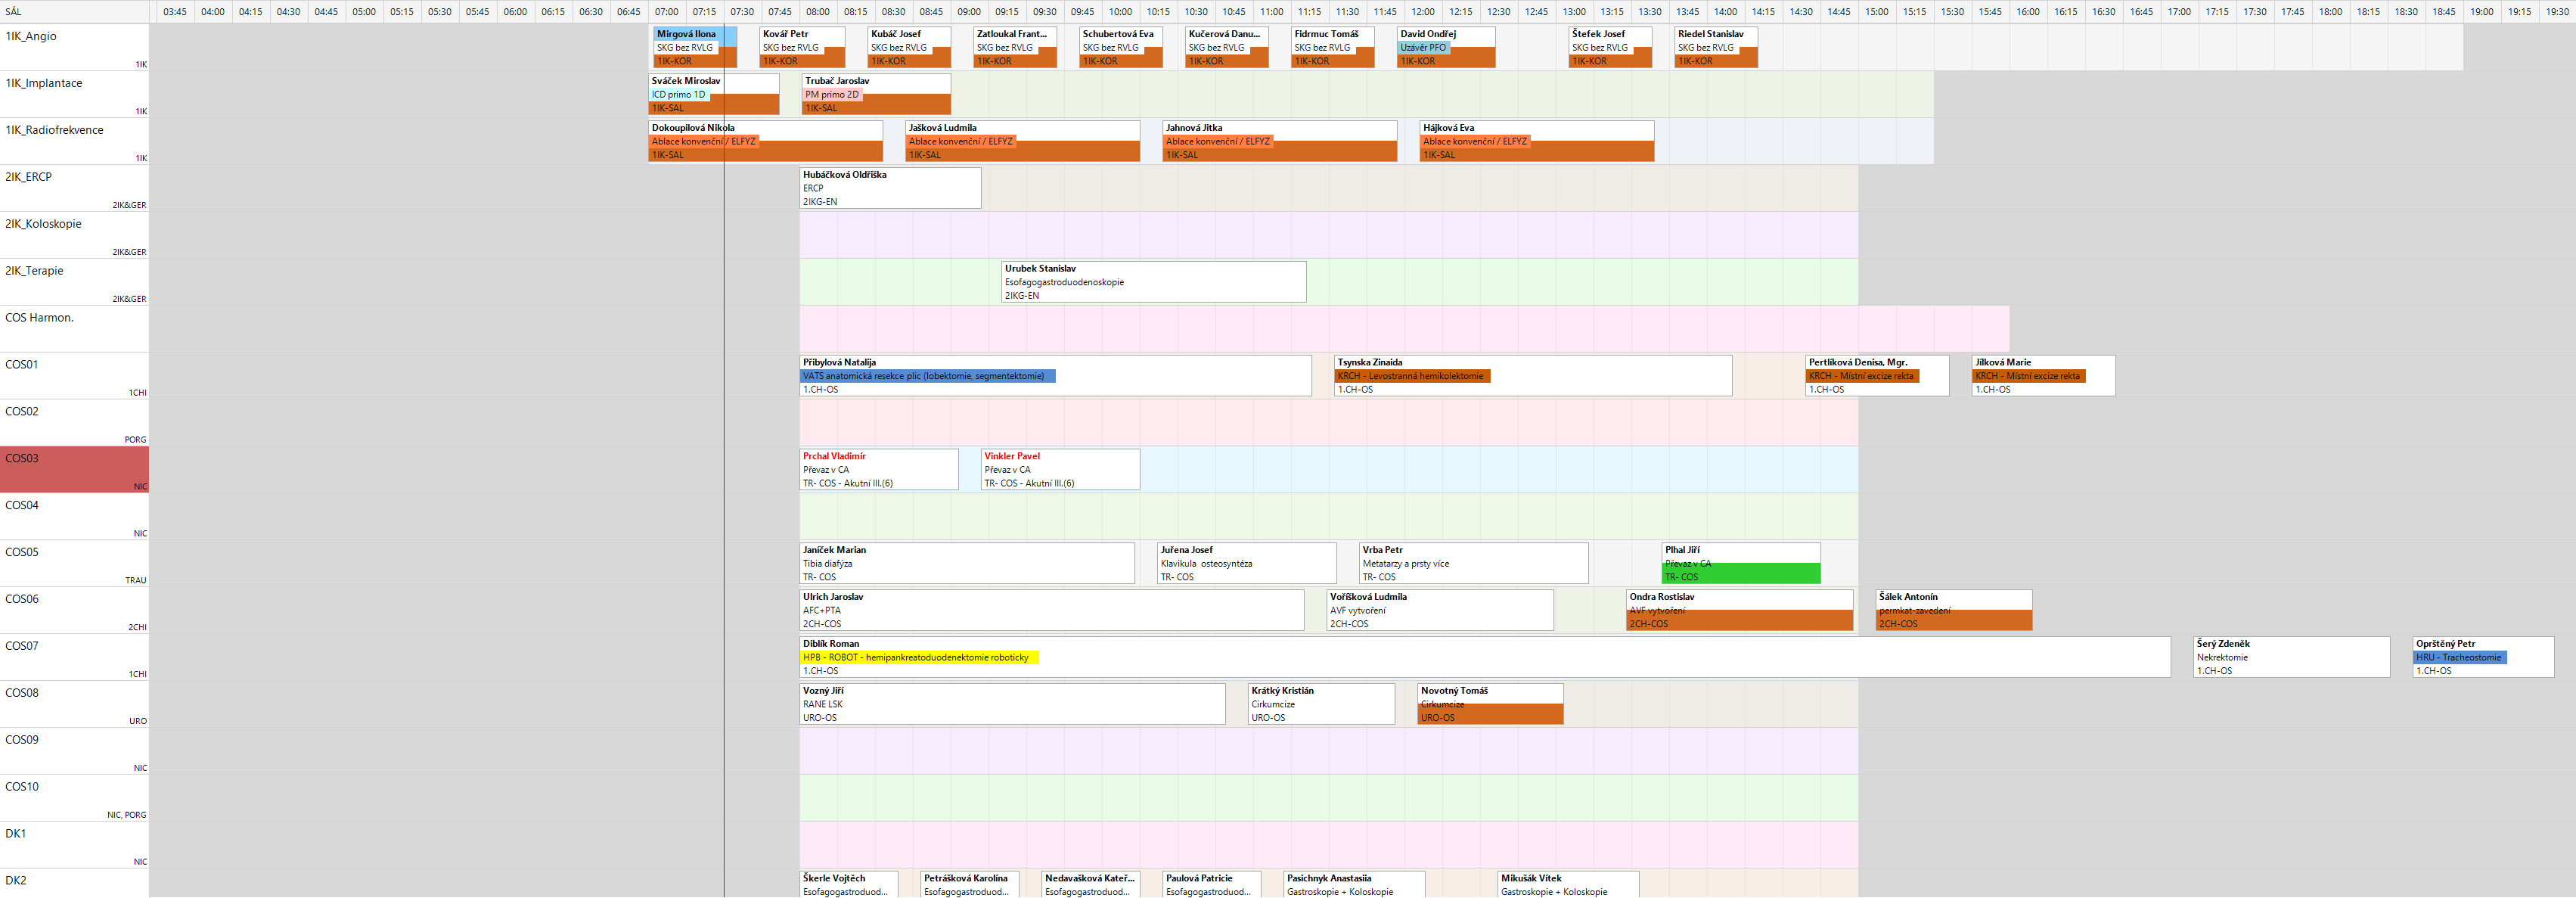 SÁL 03:45 04:00 04:15 04:30 04:45 05:00 05:15 05:30 05:45 06:00 06:15 06:30 06:45 07:00 07:15 07:30 07:45 08:00 08:15 08:30 08:45 09:00 09:15 09:30 09:45 10:00 10:15 10:30 10:45 11:00 11:15 11:30 11:45 12:00 12:15 12:30 12:45 13:00 13:15 13:30 13:45 14:00 14:15 14:30 14:45 15:00 15:15 15:30 15:45 16:00 16:15 16:30 16:45 17:00 17:15 17:30 17:45 18:00 18:15 18:30 18:45 19:00 19:15 19:30
1IK_Angio Mirgová Ilona Kovář Petr Kubáč Josef Zatloukal Frant... Schubertová Eva Kučerová Danu... Fidrmuc Tomáš David Ondřej Štefek Josef Riedel Stanislav
SKG bez RVLG SKG bez RVLG SKG bez RVLG SKG bez RVLG SKG bez RVLG SKG bez RVLG SKG bez RVLG Uzávěr PFO SKG bez RVLG SKG bez RVLG
1IK 1IK-KOR 1IK-KOR 1IK-KOR 1IK-KOR 1IK-KOR 1IK-KOR 1IK-KOR 1IK-KOR 1IK-KOR 1IK-KOR
1IK_Implantace Sváček Miroslav Trubač Jaroslav
ICD primo 1D PM primo 2D
1IK 1IK-SAL 1IK-SAL
1IK_Radiofrekvence Dokoupilová Nikola Jašková Ludmila Jahnová Jitka Hájková Eva
Ablace konvenční / ELFYZ Ablace konvenční / ELFYZ Ablace konvenční / ELFYZ Ablace konvenční / ELFYZ
1IK 1IK-SAL 1IK-SAL 1IK-SAL 1IK-SAL
2IK_ERCP Hubáčková Oldřiška
ERCP
2IK&GER 2IKG-EN
2IK_Koloskopie
2IK&GER
2IK_Terapie Urubek Stanislav
Esofagogastroduodenoskopie
2IK&GER 2IKG-EN
COS Harmon.
COS01 Přibylová Natalija Tsynska Zinaida Pertlíková Denisa, Mgr. Jílková Marie
VATS anatomická resekce plic (lobektomie, segmentektomie) KRCH - Levostranná hemikolektomie KRCH - Místní excize rekta KRCH - Místní excize rekta
1CHI 1.CH-OS 1.CH-OS 1.CH-OS 1.CH-OS
COS02
PORG
COS03 Prchal Vladimír Vinkler Pavel
Převaz v CA Převaz v CA
NIC TR- COS - Akutní III.(6) TR- COS - Akutní III.(6)
COS04
NIC
COS05 Janíček Marian Juřena Josef Vrba Petr Plhal Jiří
Tibia diafýza Klavikula osteosyntéza Metatarzy a prsty více Převaz v CA
TRAU TR- COS TR- COS TR- COS TR- COS
COS06 Ulrich Jaroslav Voříšková Ludmila Ondra Rostislav Šálek Antonín
AFC+PTA AVF vytvoření AVF vytvoření permkat-zavedení
2CHI 2CH-COS 2CH-COS 2CH-COS 2CH-COS
COS07 Diblík Roman Šerý Zdeněk Oprštěný Petr
HPB - ROBOT - hemipankreatoduodenektomie roboticky Nekrektomie HRU - Tracheostomie
1CHI 1.CH-OS 1.CH-OS 1.CH-OS
COS08 Vozný Jiří Krátký Kristián Novotný Tomáš
RANE LSK Cirkumcize Cirkumcize
URO URO-OS URO-OS URO-OS
COS09
NIC
COS10
NIC, PORG
DK1
NIC
DK2 Škerle Vojtěch Petrášková Karolína Nedavašková Kateř... Paulová Patricie Pasichnyk Anastasiia Mikušák Vítek
Esofagogastroduod... Esofagogastroduod... Esofagogastroduod... Esofagogastroduod... Gastroskopie + Koloskopie Gastroskopie + Koloskopie